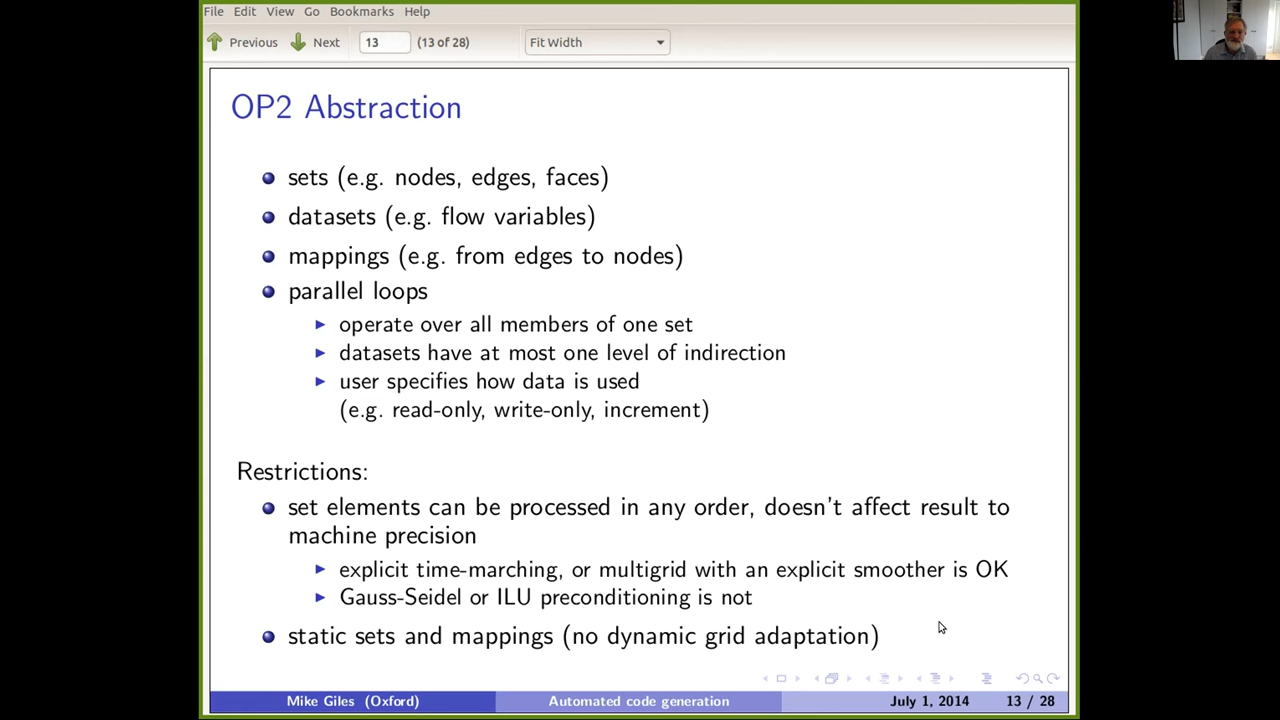 File Edit View Go Bookmarks Help
Previous Next 13 (13 of 28) Fit Width
OP2 Abstraction
sets (e.g. nodes, edges, faces)
datasets (e.g. flow variables)
mappings (e.g. from edges to nodes)
parallel loops
operate over all members of one set
datasets have at most one level of indirection
user specifies how data is used
(e.g. read-only, write-only, increment)
Restrictions:
set elements can be processed in any order, doesn't affect result to
machine precision
explicit time-marching, or multigrid with an explicit smoother is OK
Gauss-Seidel or ILU preconditioning is not
static sets and mappings (no dynamic grid adaptation)
Mike Giles (Oxford) Automated code generation July 1, 2014 13 / 28